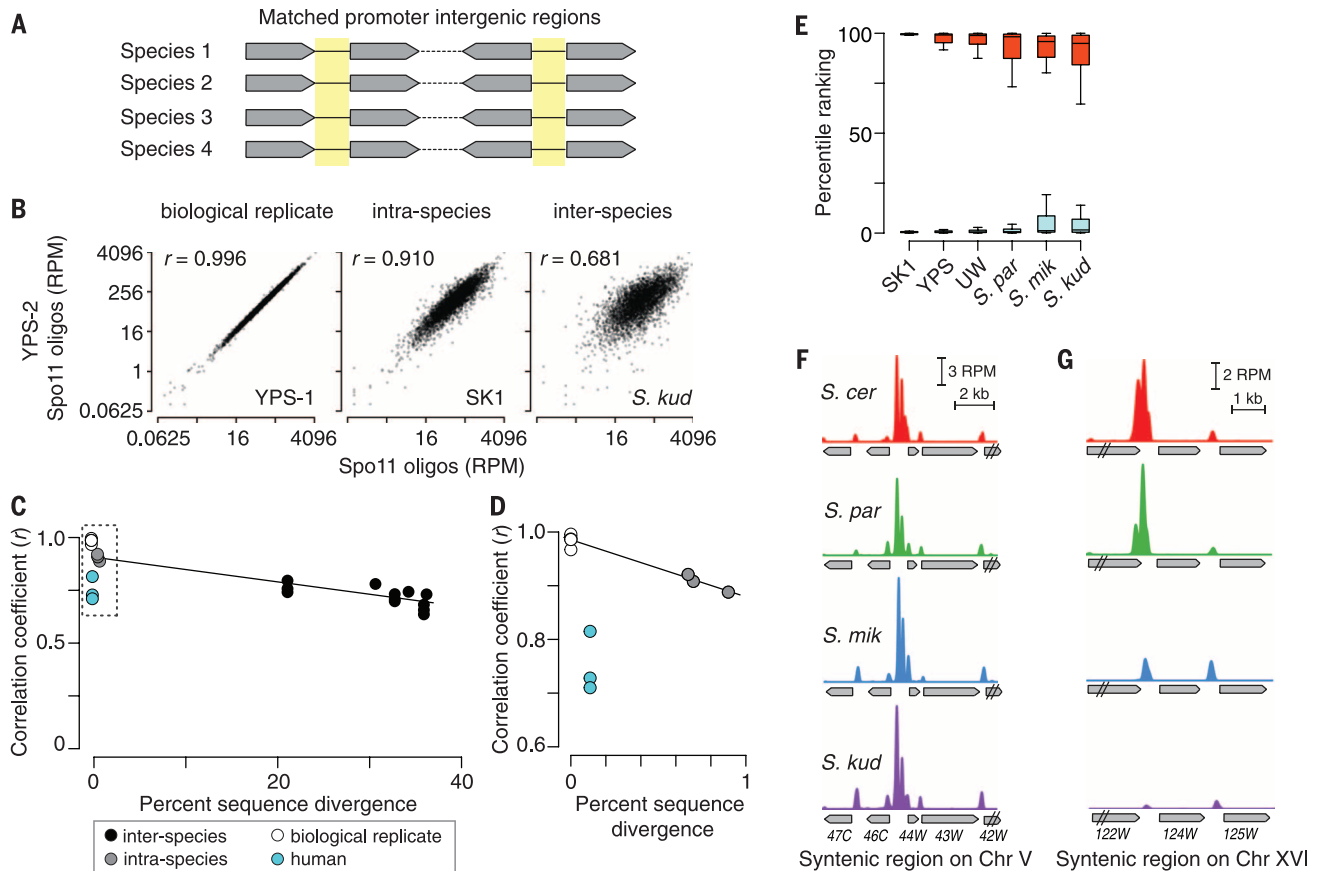 A
Matched promoter intergenic regions
Species 1
Species 2
Species 3
Species 4
B
biological replicate
intra-species
inter-species
YPS-2
Spo11 oligos (RPM)
4096
256
16
1
0.0625
r = 0.996
YPS-1
r = 0.910
SK1
r = 0.681
S. kud
0.0625
16
4096
16
4096
16
4096
Spo11 oligos (RPM)
C
Correlation coefficient (r)
1.0
0.5
0
0
20
40
Percent sequence divergence
inter-species
biological replicate
intra-species
human
D
Correlation coefficient (r)
1.0
0.8
0.6
0
1
Percent sequence
divergence
E
Percentile ranking
100
50
0
SK1
YPS
UW
S. par
S. mik
S. kud
F
S. cer
3 RPM
2 kb
S. par
S. mik
S. kud
47C
46C
44W
43W
42W
Syntenic region on Chr V
G
2 RPM
1 kb
122W
124W
125W
Syntenic region on Chr XVI